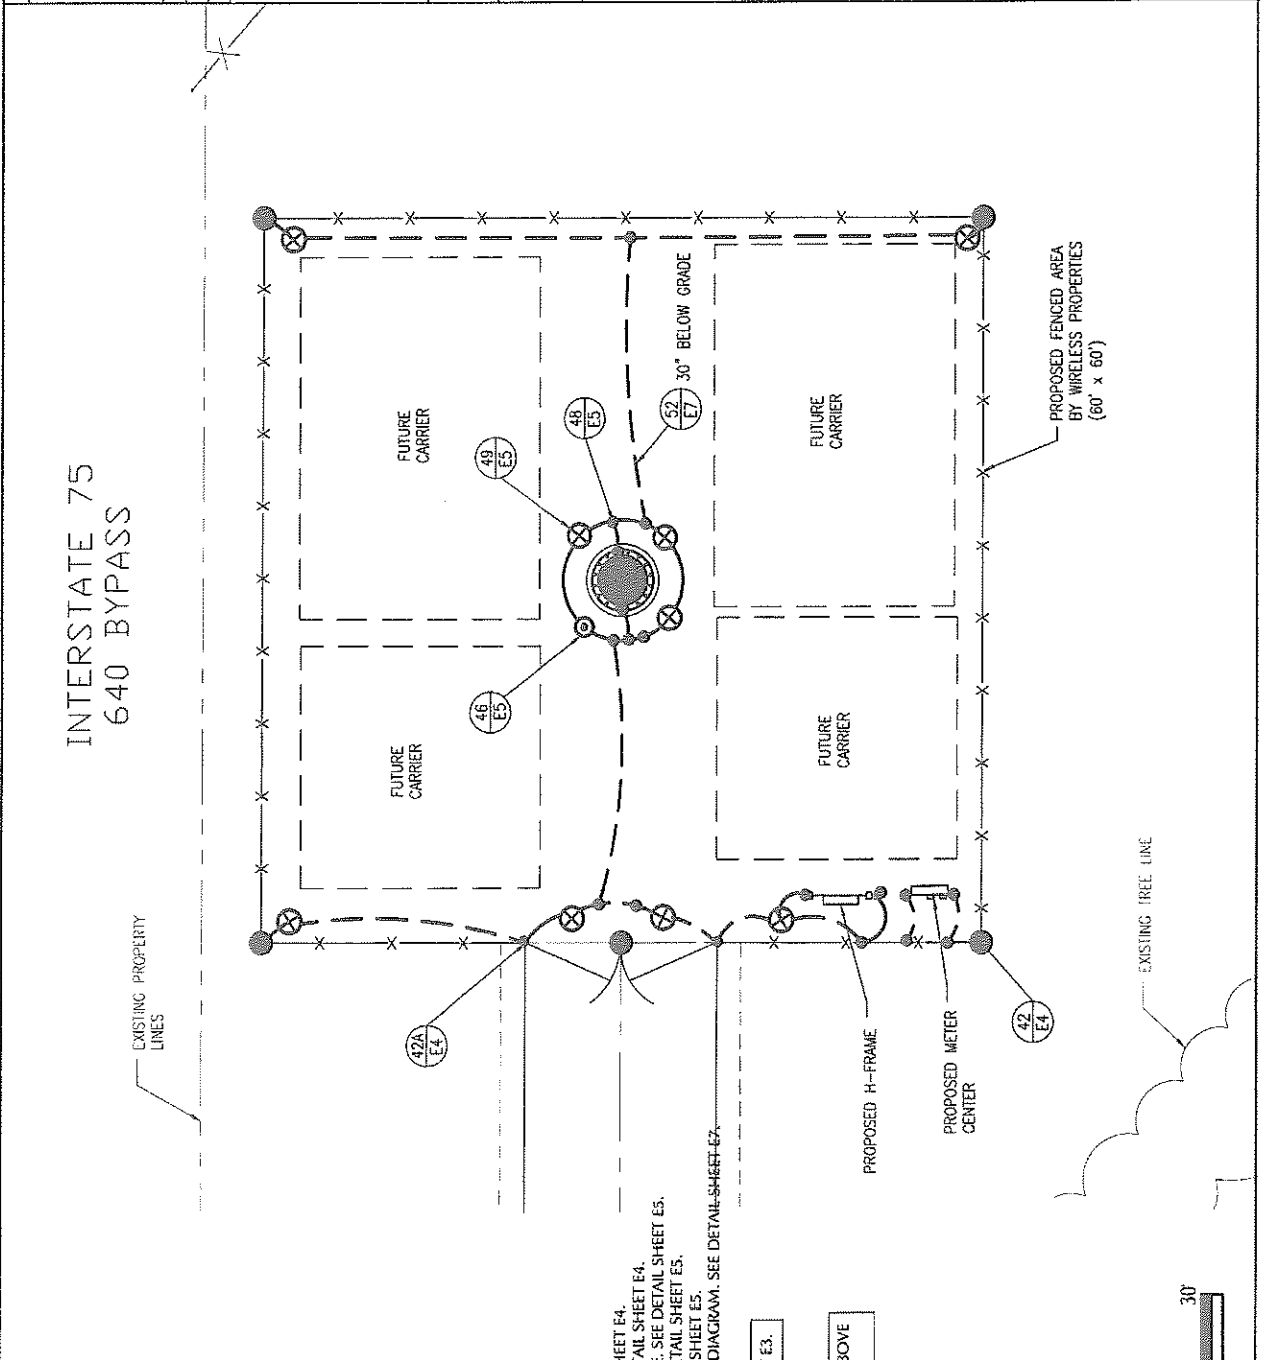 INTERSTATE 75
640 BYPASS
EXISTING PROPERTY
LINES
FUTURE
CARRIER
FUTURE
CARRIER
49
E5
48
E5
52
E7
30" BELOW GRADE
46
E5
42A
E4
FUTURE
CARRIER
FUTURE
CARRIER
PROPOSED FENCED AREA
BY WIRELESS PROPERTIES
(60' x 60')
PROPOSED H-FRAME
PROPOSED METER
CENTER
42
E4
EXISTING TREE LINE
SHEET E4.
TAIL SHEET E4.
SEE DETAIL SHEET E5.
TAIL SHEET E5.
SHEET E5.
DIAGRAM. SEE DETAIL SHEET E7.
E3.
BOVE
30'